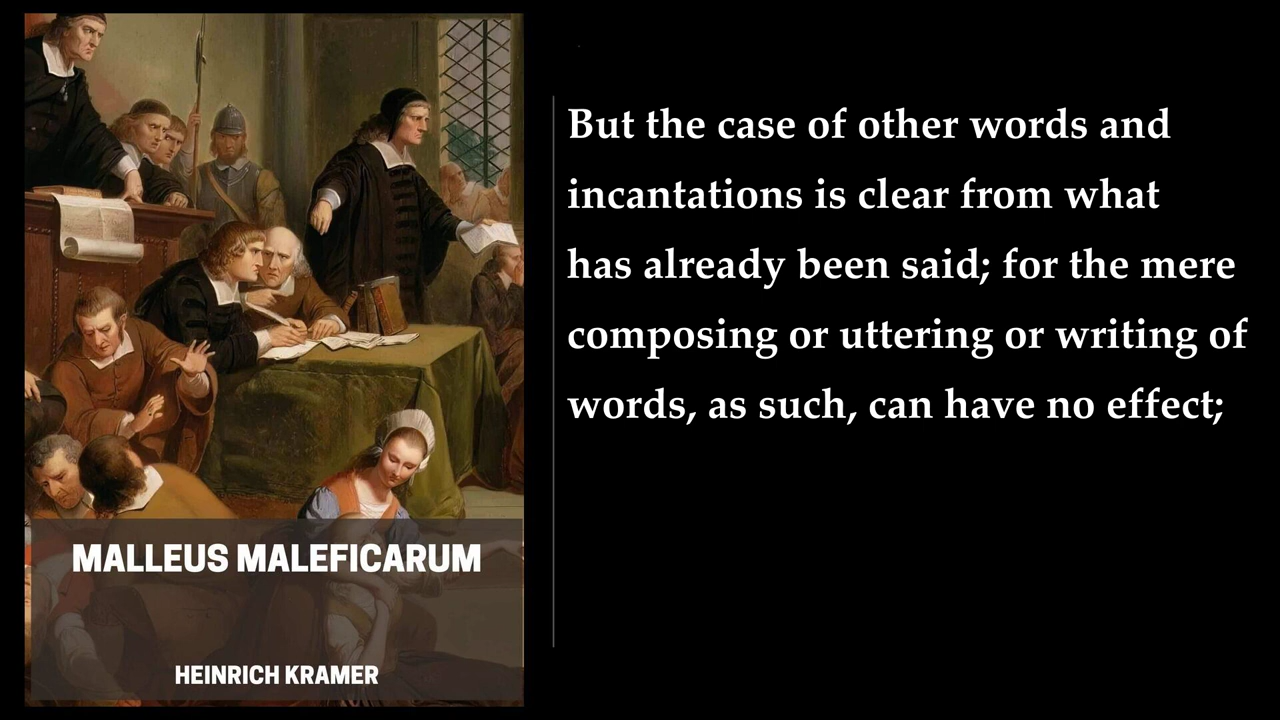 MALLEUS MALEFICARUM
HEINRICH KRAMER
But the case of other words and
incantations is clear from what
has already been said; for the mere
composing or uttering or writing of
words, as such, can have no effect;